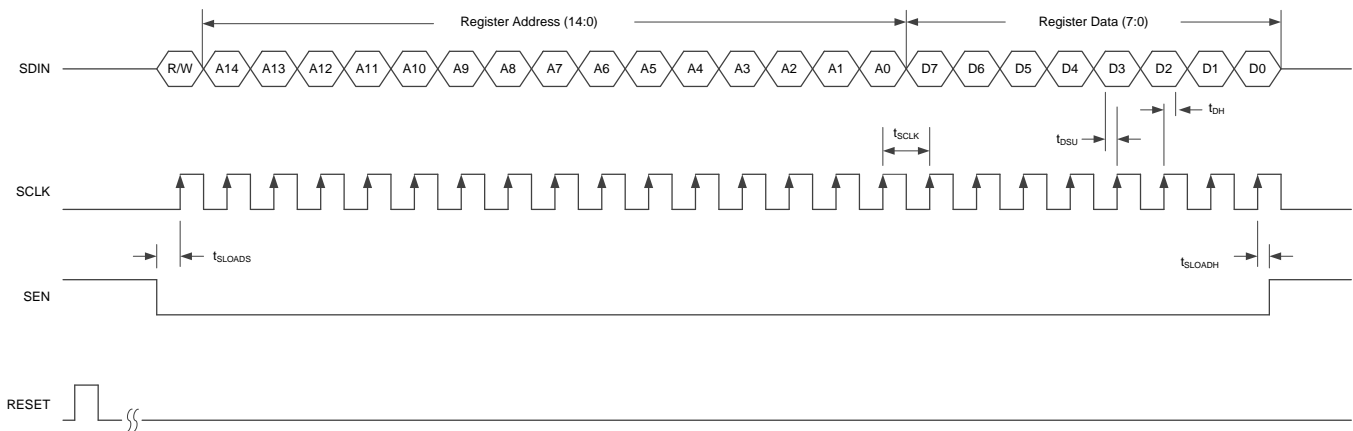 Register Address (14:0) Register Data (7:0)
SDIN R/W A14 A13 A12 A11 A10 A9 A8 A7 A6 A5 A4 A3 A2 A1 A0 D7 D6 D5 D4 D3 D2 D1 D0
tDH
tSCLK tDSU
SCLK
tSLOADS tSLOADH
SEN
RESET